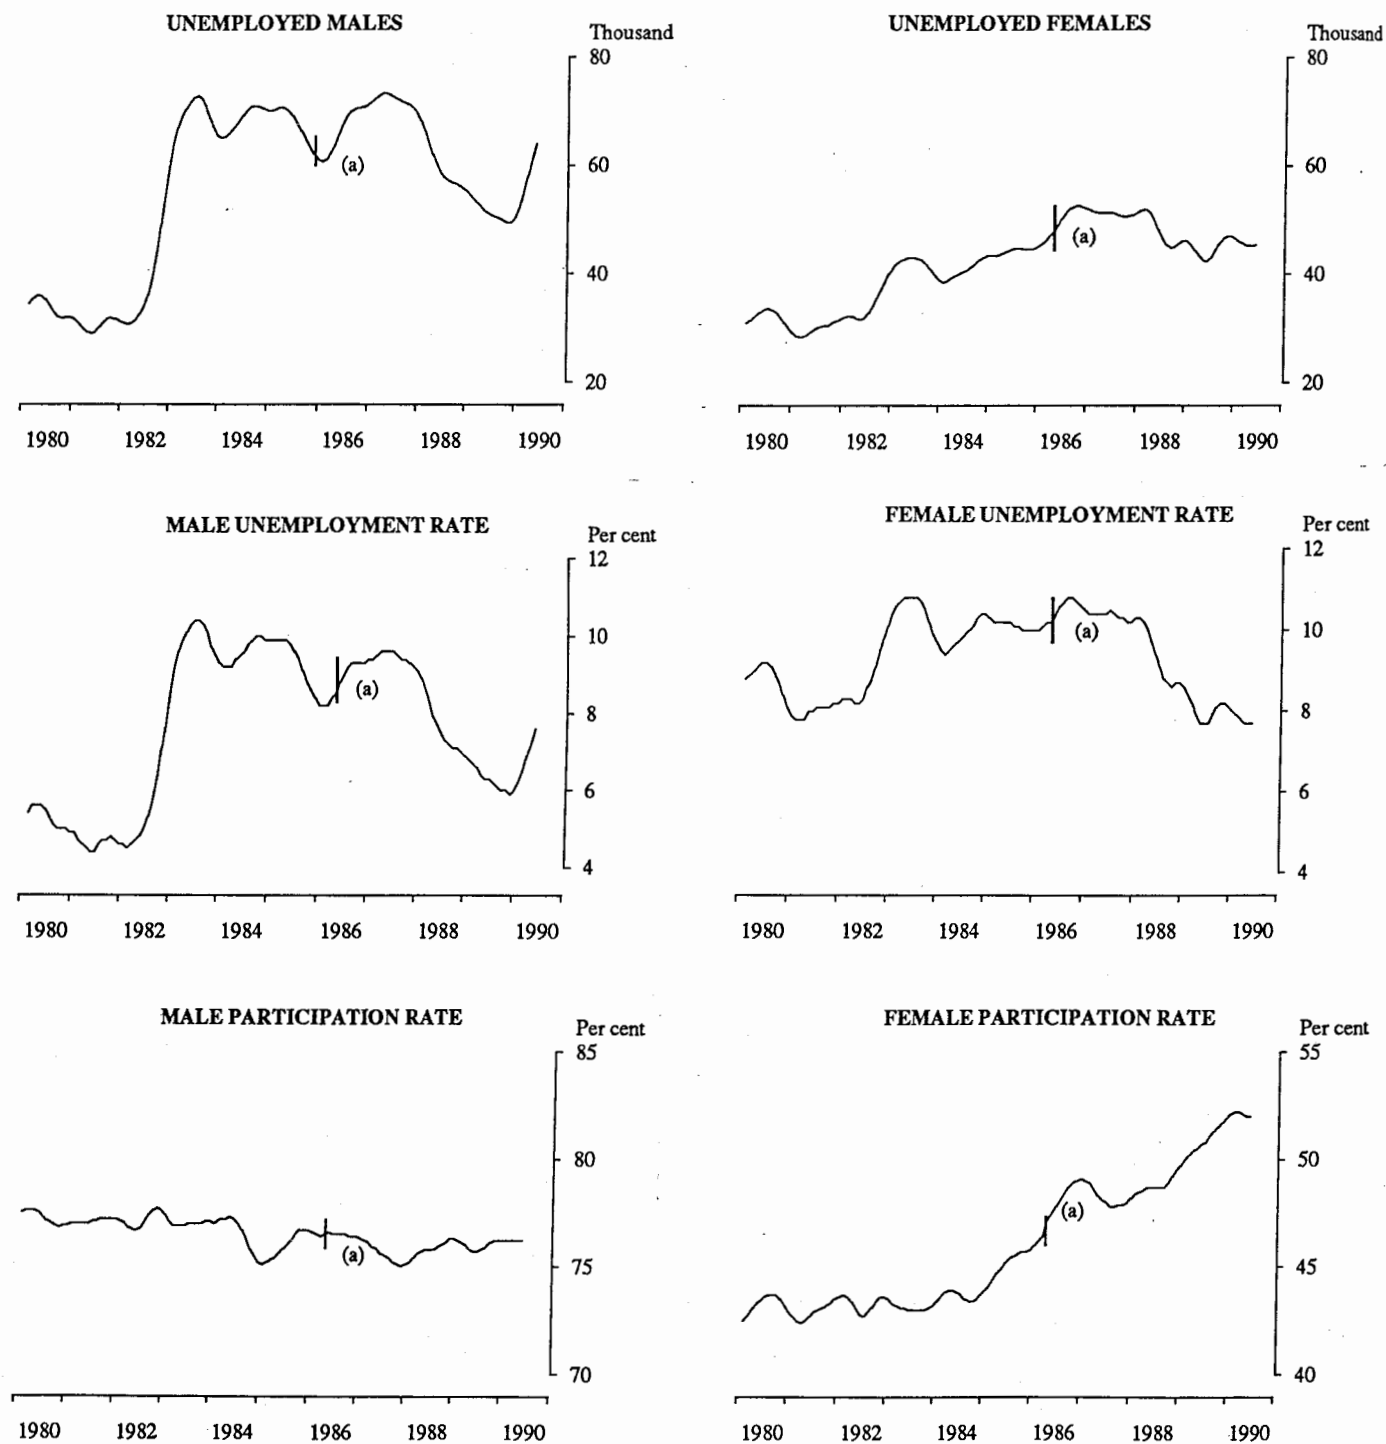 UNEMPLOYED MALES
Thousand
80
60
(a)
40
20
1980 1982 1984 1986 1988 1990
UNEMPLOYED FEMALES
Thousand
80
60
(a)
40
20
1980 1982 1984 1986 1988 1990
MALE UNEMPLOYMENT RATE
Per cent
12
10
(a)
8
6
4
1980 1982 1984 1986 1988 1990
FEMALE UNEMPLOYMENT RATE
Per cent
12
10
(a)
8
6
4
1980 1982 1984 1986 1988 1990
MALE PARTICIPATION RATE
Per cent
85
80
75
(a)
70
1980 1982 1984 1986 1988 1990
FEMALE PARTICIPATION RATE
Per cent
55
50
(a)
45
40
1980 1982 1984 1986 1988 1990